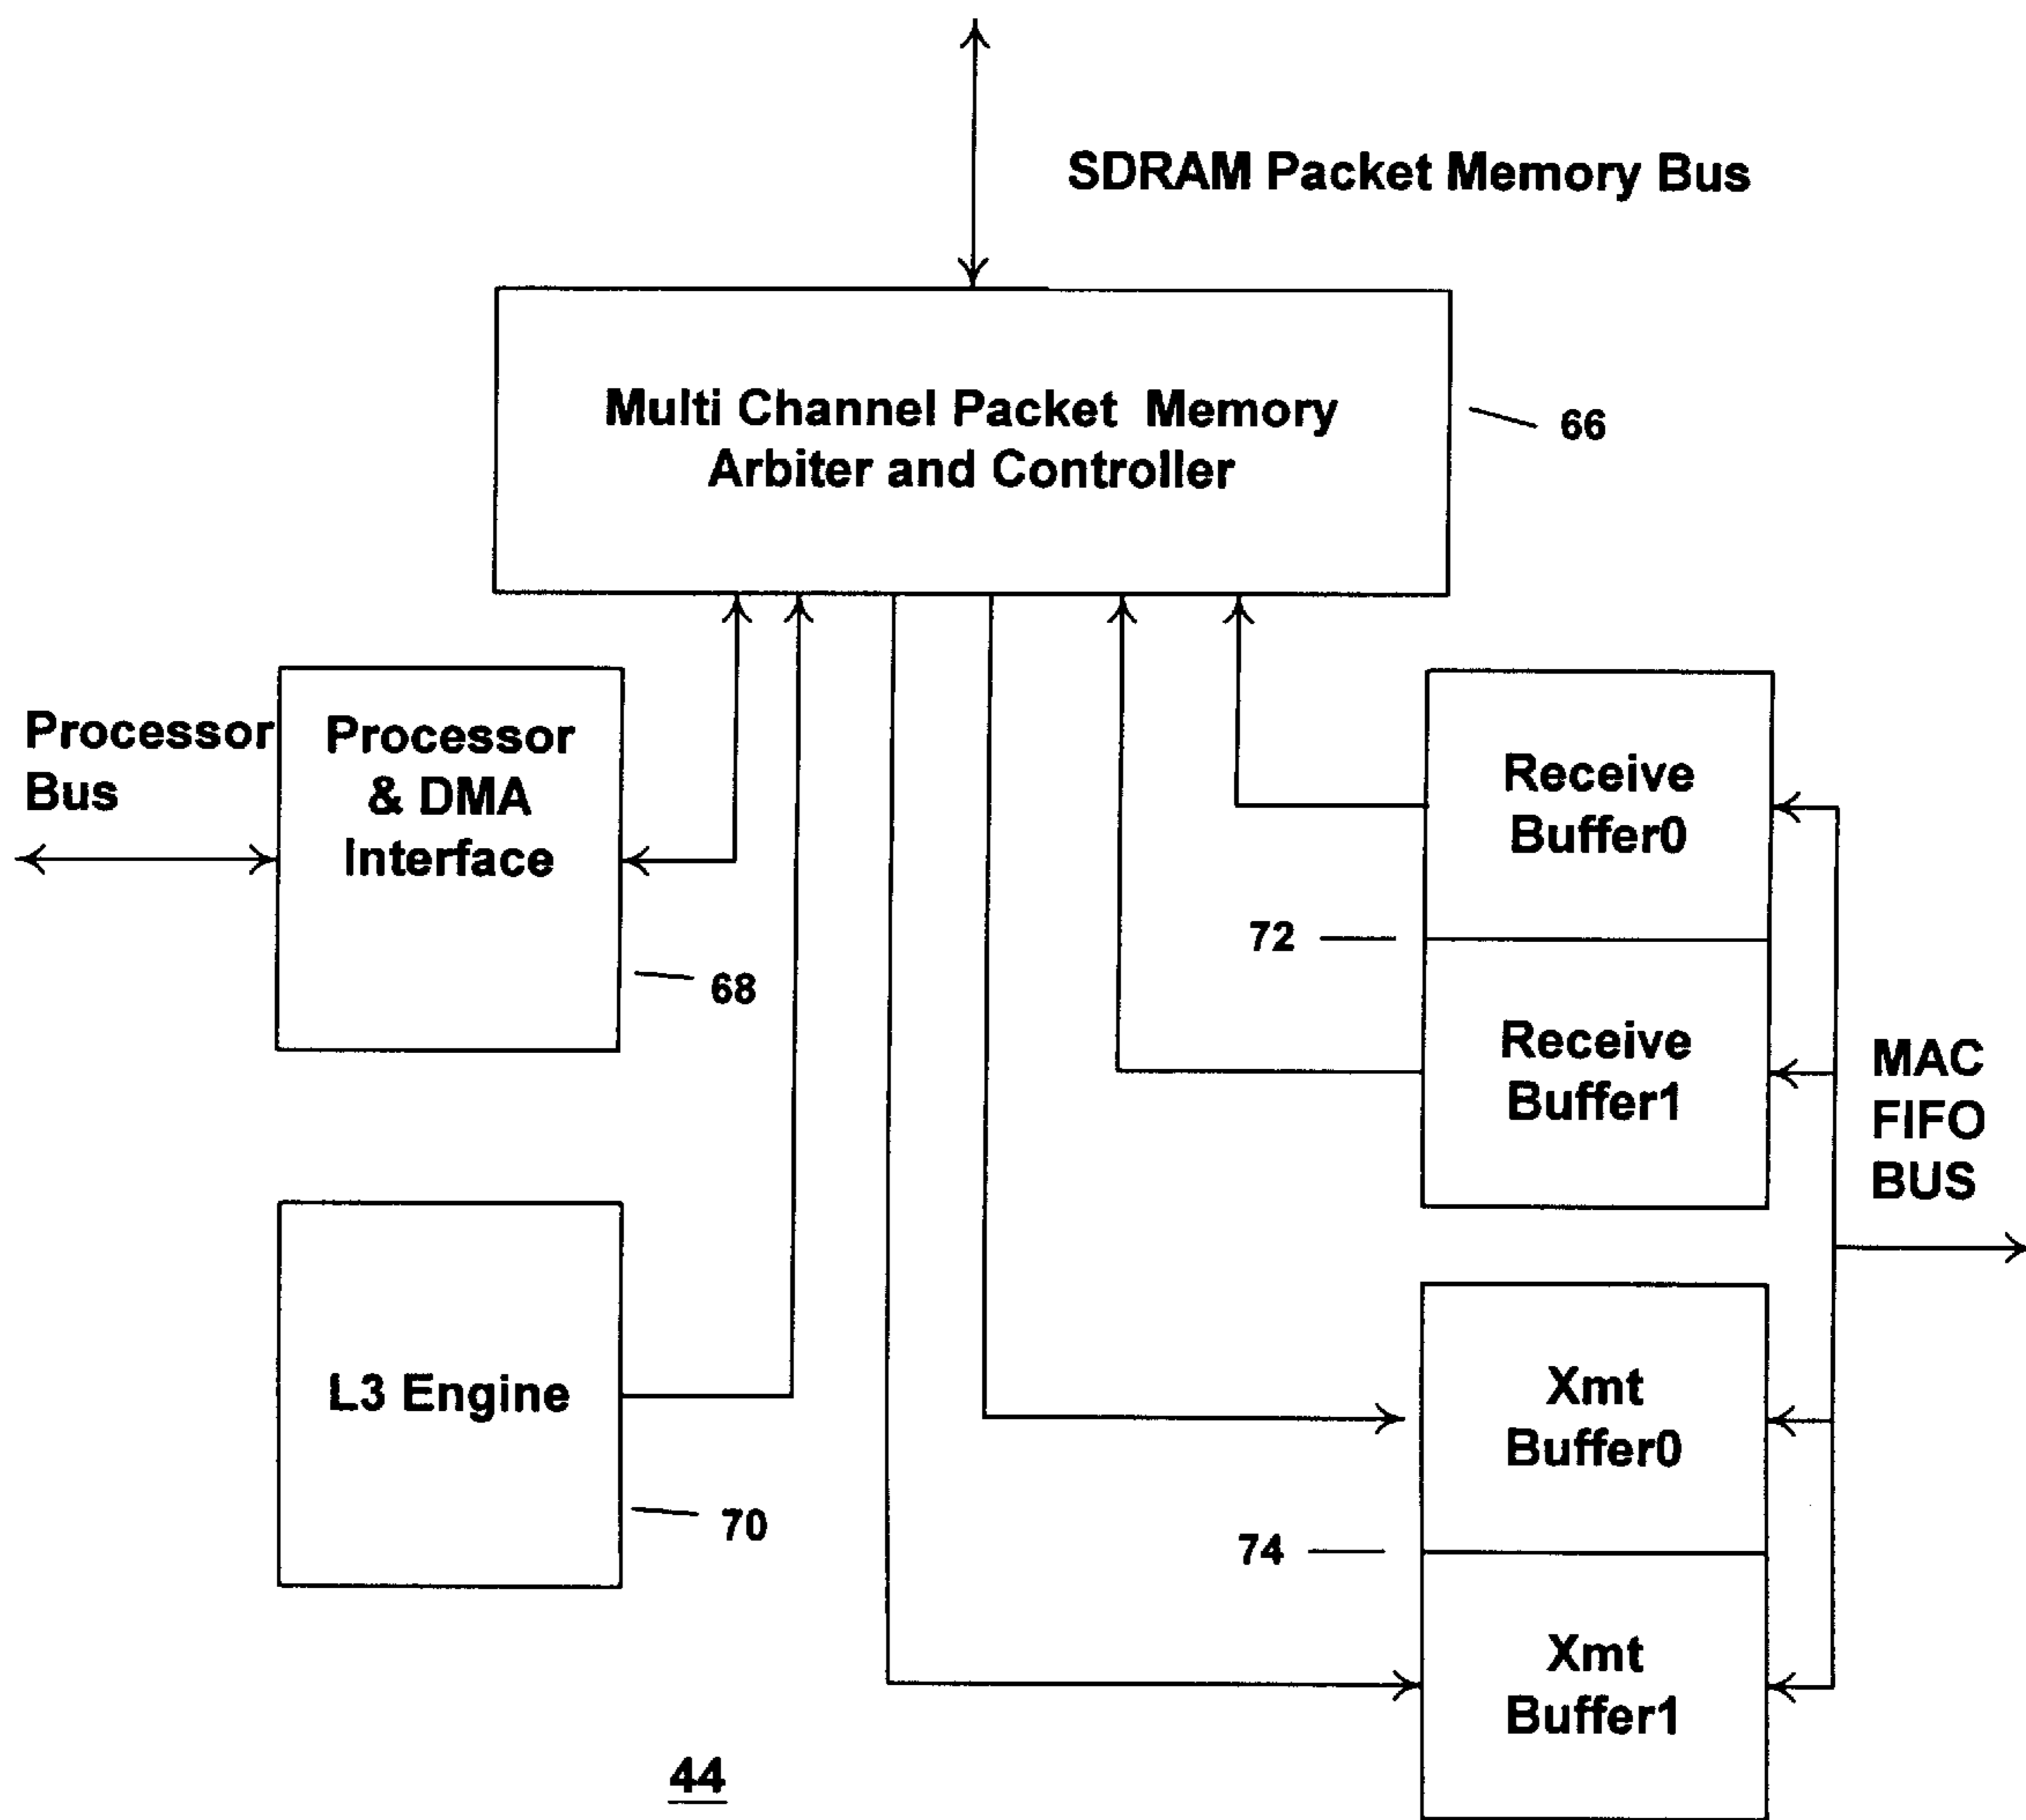 SDRAM Packet Memory Bus
Multi Channel Packet Memory
Arbiter and Controller
66
Processor
Bus
Processor
& DMA
Interface
68
Receive
Buffer0
72
Receive
Buffer1
MAC
FIFO
BUS
L3 Engine
70
Xmt
Buffer0
74
Xmt
Buffer1
44